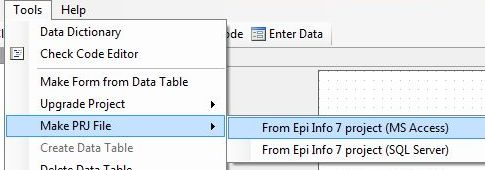 Tools Help
Data Dictionary
Check Code Editor
ode Enter Data
Make Form from Data Table
Upgrade Project
Make PRJ File
From Epi Info 7 project (MS Access)
Create Data Table
From Epi Info 7 project (SQL Server)
Delete Data Table